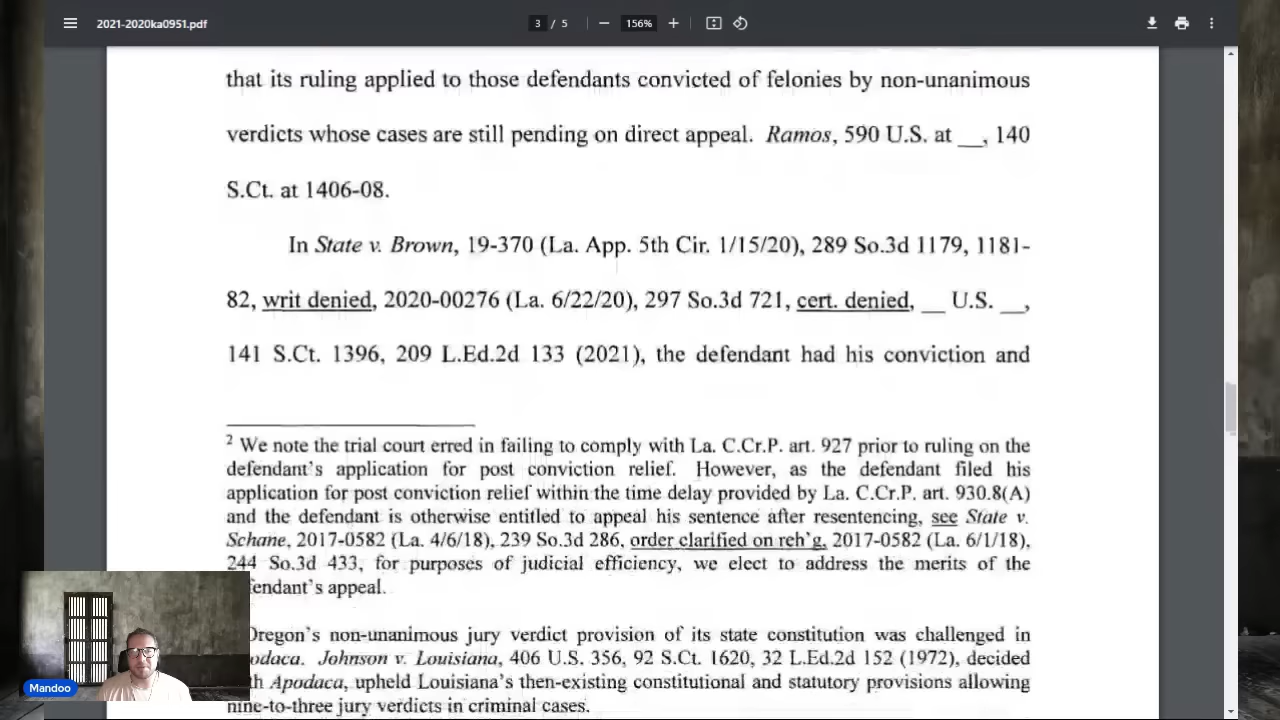 2021-2020ka0951.pdf
3 / 5
156%
that its ruling applied to those defendants convicted of felonies by non-unanimous
verdicts whose cases are still pending on direct appeal. Ramos, 590 U.S. at __, 140
S.Ct. at 1406-08.
In State v. Brown, 19-370 (La. App. 5th Cir. 1/15/20), 289 So.3d 1179, 1181-
82, writ denied, 2020-00276 (La. 6/22/20), 297 So.3d 721, cert. denied, __ U.S. __,
141 S.Ct. 1396, 209 L.Ed.2d 133 (2021), the defendant had his conviction and
2 We note the trial court erred in failing to comply with La. C.Cr.P. art. 927 prior to ruling on the
defendant's application for post conviction relief. However, as the defendant filed his
application for post conviction relief within the time delay provided by La. C.Cr.P. art. 930.8(A)
and the defendant is otherwise entitled to appeal his sentence after resentencing, see State v.
Schane, 2017-0582 (La. 4/6/18), 239 So.3d 286, order clarified on reh'g, 2017-0582 (La. 6/1/18),
244 So.3d 433, for purposes of judicial efficiency, we elect to address the merits of the
fendant's appeal.
Oregon's non-unanimous jury verdict provision of its state constitution was challenged in
odaca. Johnson v. Louisiana, 406 U.S. 356, 92 S.Ct. 1620, 32 L.Ed.2d 152 (1972), decided
h Apodaca, upheld Louisiana's then-existing constitutional and statutory provisions allowing
nine-to-three jury verdicts in criminal cases.
Mandoo